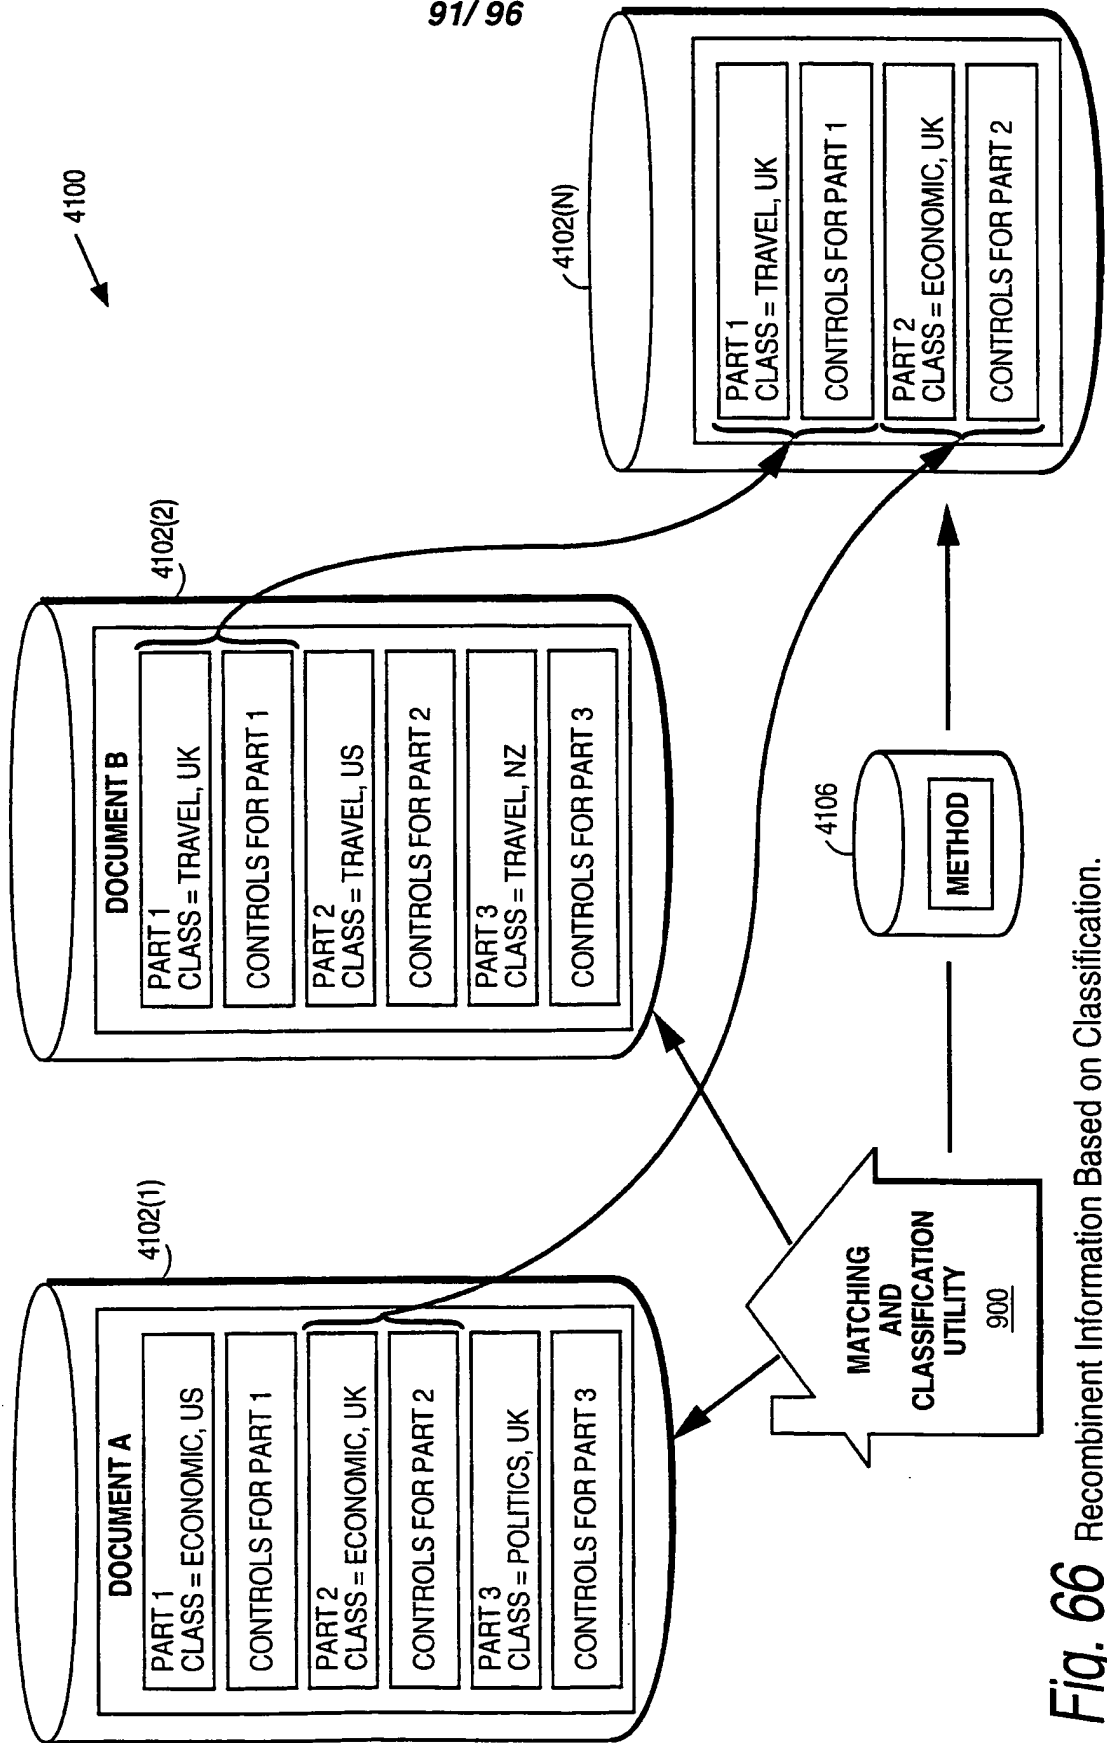 91/96
4100
4102(1)
DOCUMENT A
PART 1
CLASS = ECONOMIC, US
CONTROLS FOR PART 1
PART 2
CLASS = ECONOMIC, UK
CONTROLS FOR PART 2
PART 3
CLASS = POLITICS, UK
CONTROLS FOR PART 3
4102(2)
DOCUMENT B
PART 1
CLASS = TRAVEL, UK
CONTROLS FOR PART 1
PART 2
CLASS = TRAVEL, US
CONTROLS FOR PART 2
PART 3
CLASS = TRAVEL, NZ
CONTROLS FOR PART 3
4102(N)
PART 1
CLASS = TRAVEL, UK
CONTROLS FOR PART 1
PART 2
CLASS = ECONOMIC, UK
CONTROLS FOR PART 2
MATCHING
AND
CLASSIFICATION
UTILITY
900
4106
METHOD
Fig. 66 Recombinent Information Based on Classification.